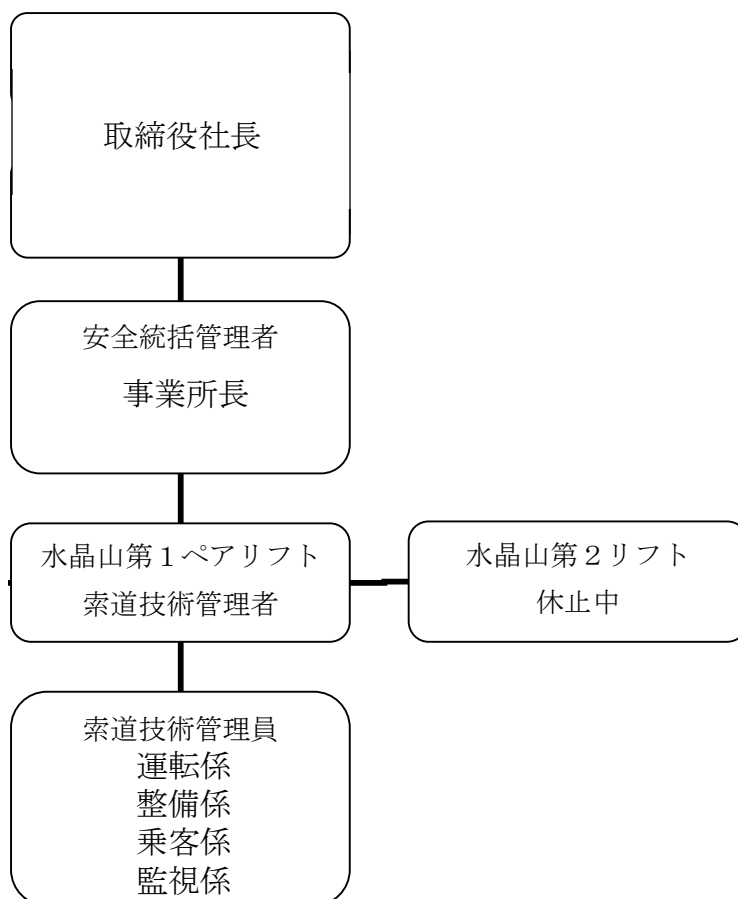 取締役社長
安全統括管理者
事業所長
水晶山第１ペアリフト
索道技術管理者
水晶山第２リフト
休止中
索道技術管理員
運転係
整備係
乗客係
監視係